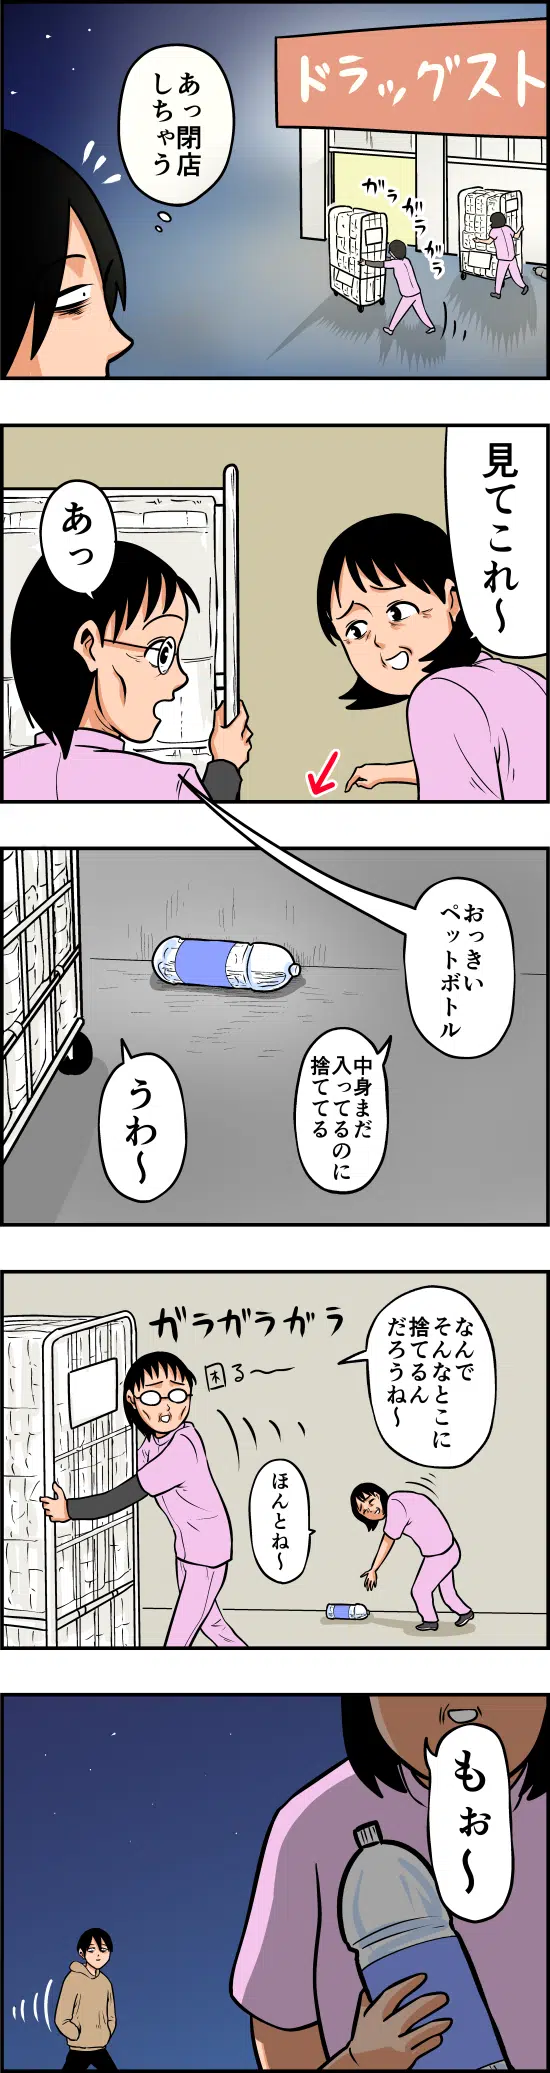 ドラッグスト
あっ閉店
しちゃう
ガラガラガラ
見てこれ〜
あっ
おっきい
ペットボトル
中身まだ
入ってるのに
捨ててる
うわ〜
なんで
そんなとこに
捨てるん
だろうね〜
ガラガラガラ
困る〜
ほんとね〜
もぉ〜